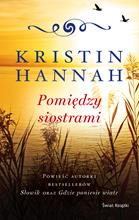 KRISTIN
HANNAH
Pomiędzy
siostrami
POWIEŚĆ AUTORKI
BESTSELLERÓW
Słowik ORAZ Gdzie poniesie wiatr
Świat Książki